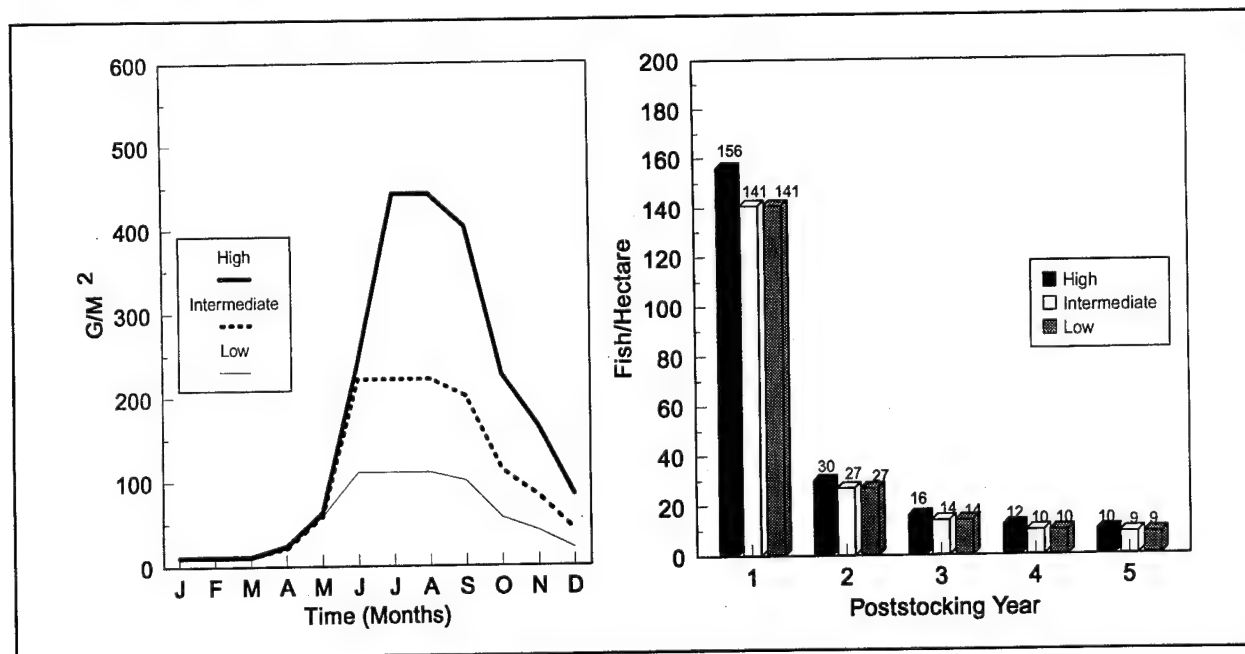 600
500
400
300
200
100
0
G/M 2
High
Intermediate
Low
J F M A M J J A S O N D
Time (Months)
200
180
160
140
120
100
80
60
40
20
0
Fish/Hectare
156
141 141
30 27 27
16 14 14
12 10 10
10 9 9
High
Intermediate
Low
1 2 3 4 5
Poststocking Year